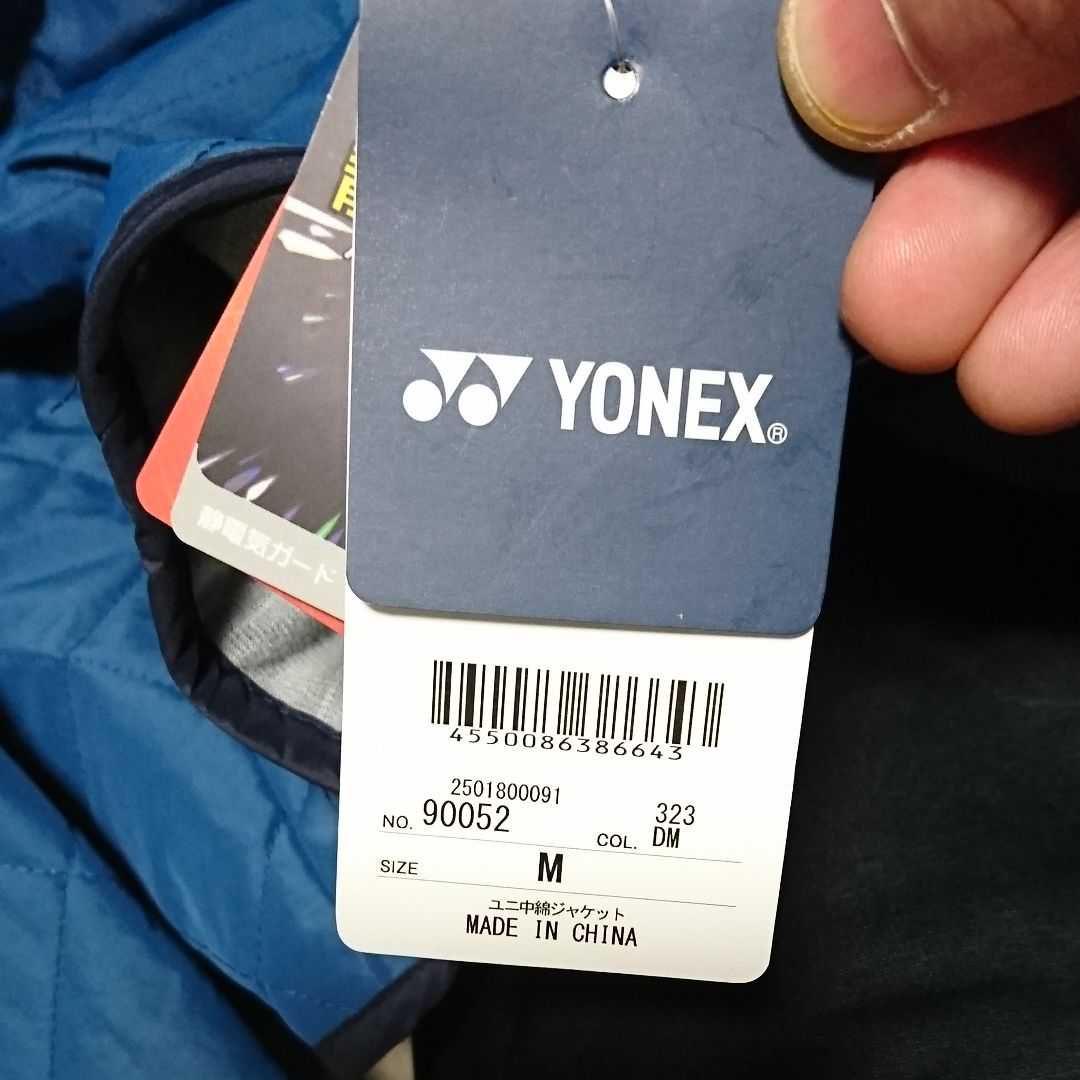 YONEX®
静電気ガード
4550086386643
2501800091
NO. 90052
323
COL. DM
SIZE M
ユニ中綿ジャケット
MADE IN CHINA